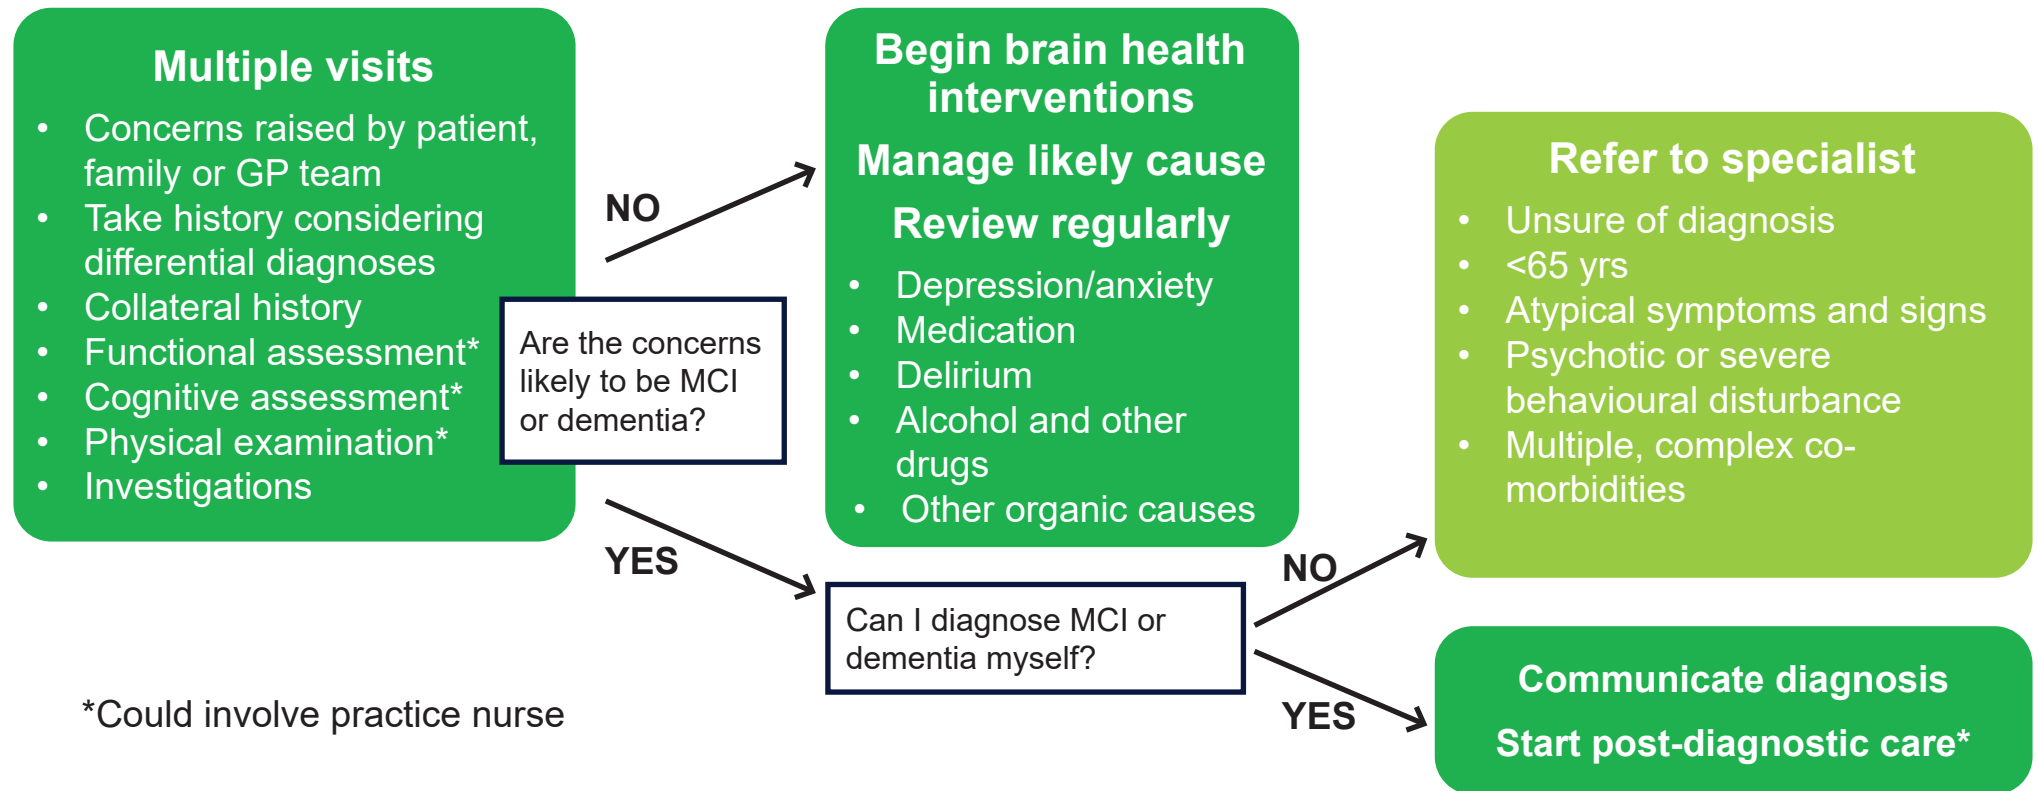 Multiple visits
• Concerns raised by patient,
family or GP team
• Take history considering
differential diagnoses
• Collateral history
• Functional assessment*
• Cognitive assessment*
• Physical examination*
• Investigations
Are the concerns
likely to be MCI
or dementia?
NO
YES
Begin brain health
interventions
Manage likely cause
Review regularly
• Depression/anxiety
• Medication
• Delirium
• Alcohol and other
drugs
• Other organic causes
Can I diagnose MCI or
dementia myself?
NO
YES
Refer to specialist
• Unsure of diagnosis
• <65 yrs
• Atypical symptoms and signs
• Psychotic or severe
behavioural disturbance
• Multiple, complex co-
morbidities
Communicate diagnosis
Start post-diagnostic care*
*Could involve practice nurse